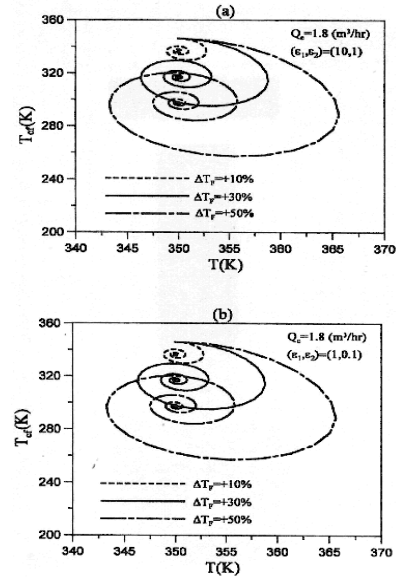 (a)
360
Qc=1.8 (m³/hr)
(ε1,ε2)=(10,1)
320
Tcf(K)
280
240
200
ΔTF=+10%
ΔTF=+30%
ΔTF=+50%
340 345 350 355 360 365 370
T(K)
(b)
360
Qc=1.8 (m³/hr)
(ε1,ε2)=(1,0.1)
320
Tcf(K)
280
240
200
ΔTF=+10%
ΔTF=+30%
ΔTF=+50%
340 345 350 355 360 365 370
T(K)